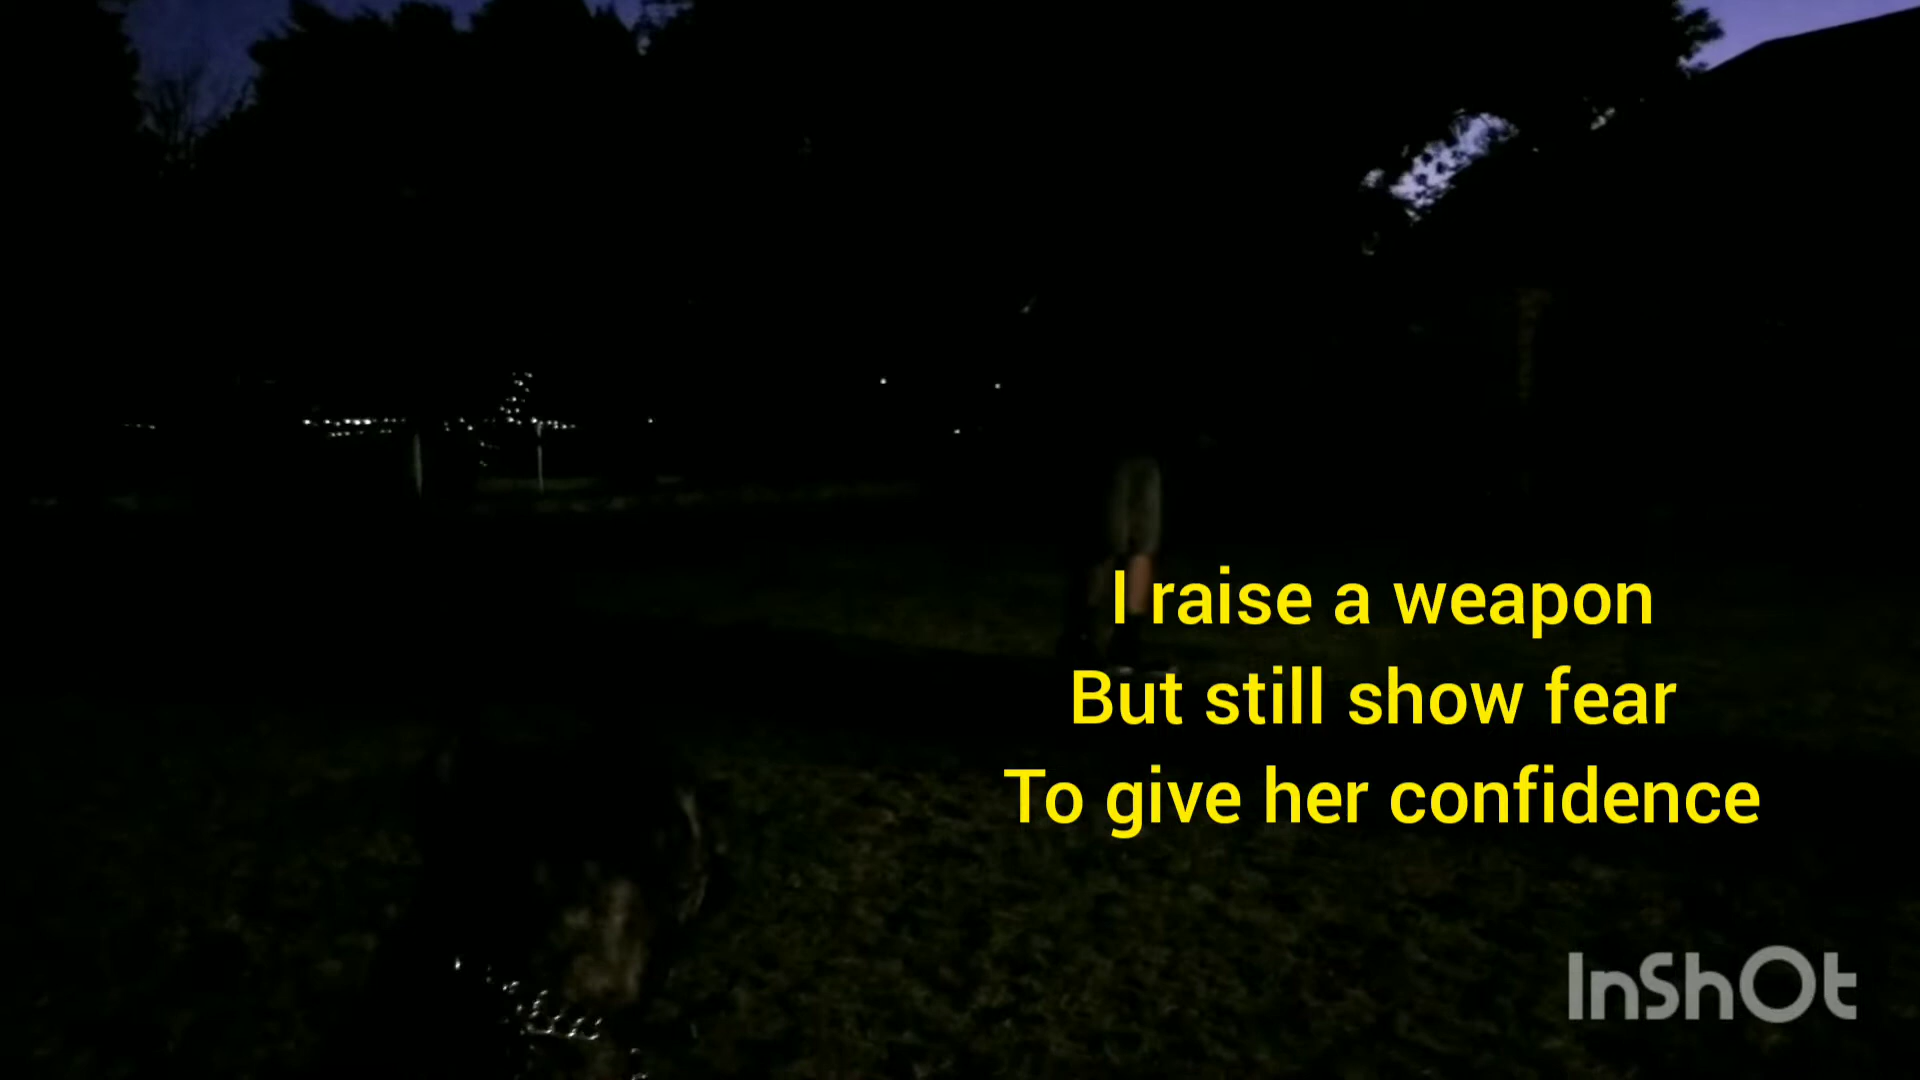 I raise a weapon
But still show fear
To give her confidence
InShOt